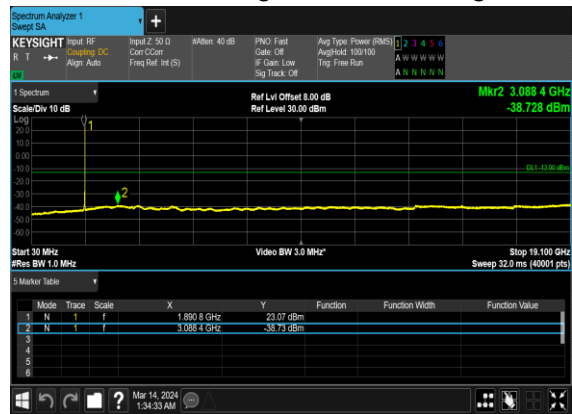 Spectrum Analyzer 1
Swept SA
+
KEYSIGHT Input: RF Input Z: 50 Ω #Atten: 40 dB PNO: Fast Avg Type: Power (RMS) 1 2 3 4 5 6
R T Coupling: DC Corr CCorr Gate: Off Avg|Hold: 100/100 A W W W W W
Align: Auto Freq Ref: Int (S) IF Gain: Low Trig: Free Run
LW Sig Track: Off A N N N N N
1 Spectrum Ref Lvl Offset 8.00 dB Mkr2 3.088 4 GHz
Scale/Div 10 dB Ref Level 30.00 dBm -38.728 dBm
Log
1
20.0
10.0
0.00
-10.0
DL1 -13.00 dBm
-20.0
-30.0
2
-40.0
-50.0
-60.0
Start 30 MHz Video BW 3.0 MHz* Stop 19.100 GHz
#Res BW 1.0 MHz Sweep 32.0 ms (40001 pts)
5 Marker Table
Mode Trace Scale X Y Function Function Width Function Value
1 N 1 f 1.890 8 GHz 23.07 dBm
2 N 1 f 3.088 4 GHz -38.73 dBm
3
4
5
6
? Mar 14, 2024
1:34:33 AM